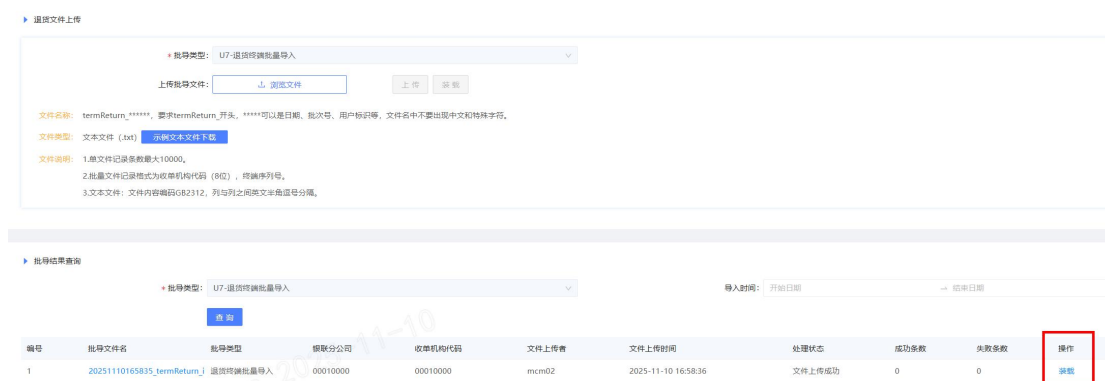 退货文件上传
* 批导类型: U7-退货终端批量导入
上传批导文件: 浏览文件 上 传 装 载
文件名称: termReturn_******, 要求termReturn_开头, *****可以是日期、批次号、用户标识等, 文件名中不要出现中文和特殊字符。
文件类型: 文本文件 (.txt) 示例文本文件下载
文件说明: 1.单文件记录条数最大10000。
2.批量文件记录格式为收单机构代码 (8位) , 终端序列号。
3.文本文件: 文件内容编码GB2312, 列与列之间英文半角逗号分隔。
批导结果查询
* 批导类型: U7-退货终端批量导入 导入时间: 开始日期 → 结束日期
查 询
编号 批导文件名 批导类型 银联分公司 收单机构代码 文件上传者 文件上传时间 处理状态 成功条数 失败条数 操作
1 20251110165835_termReturn_i 退货终端批量导入 00010000 00010000 mcm02 2025-11-10 16:58:36 文件上传成功 0 0 装载